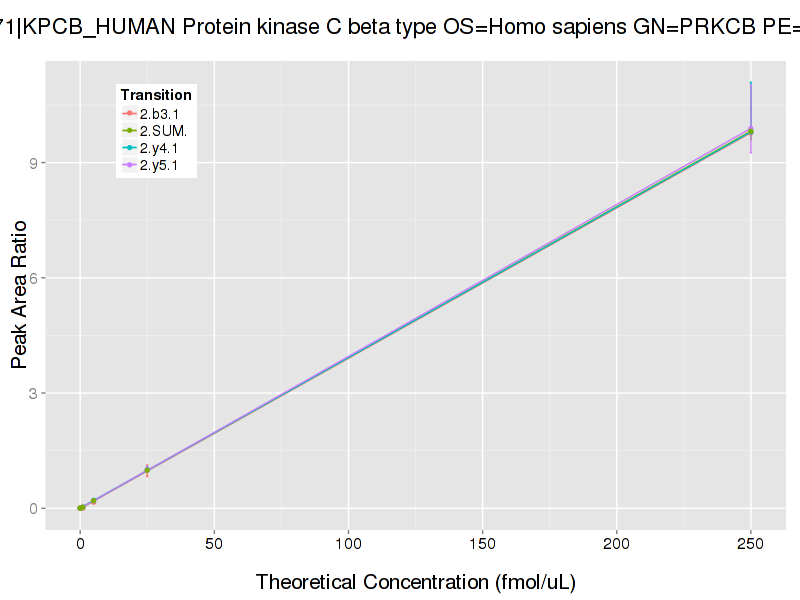 71|KPCB_HUMAN Protein kinase C beta type OS=Homo sapiens GN=PRKCB PE=
Transition
2.b3.1
2.SUM.
2.y4.1
2.y5.1
Peak Area Ratio
9
6
3
0
0 50 100 150 200 250
Theoretical Concentration (fmol/uL)